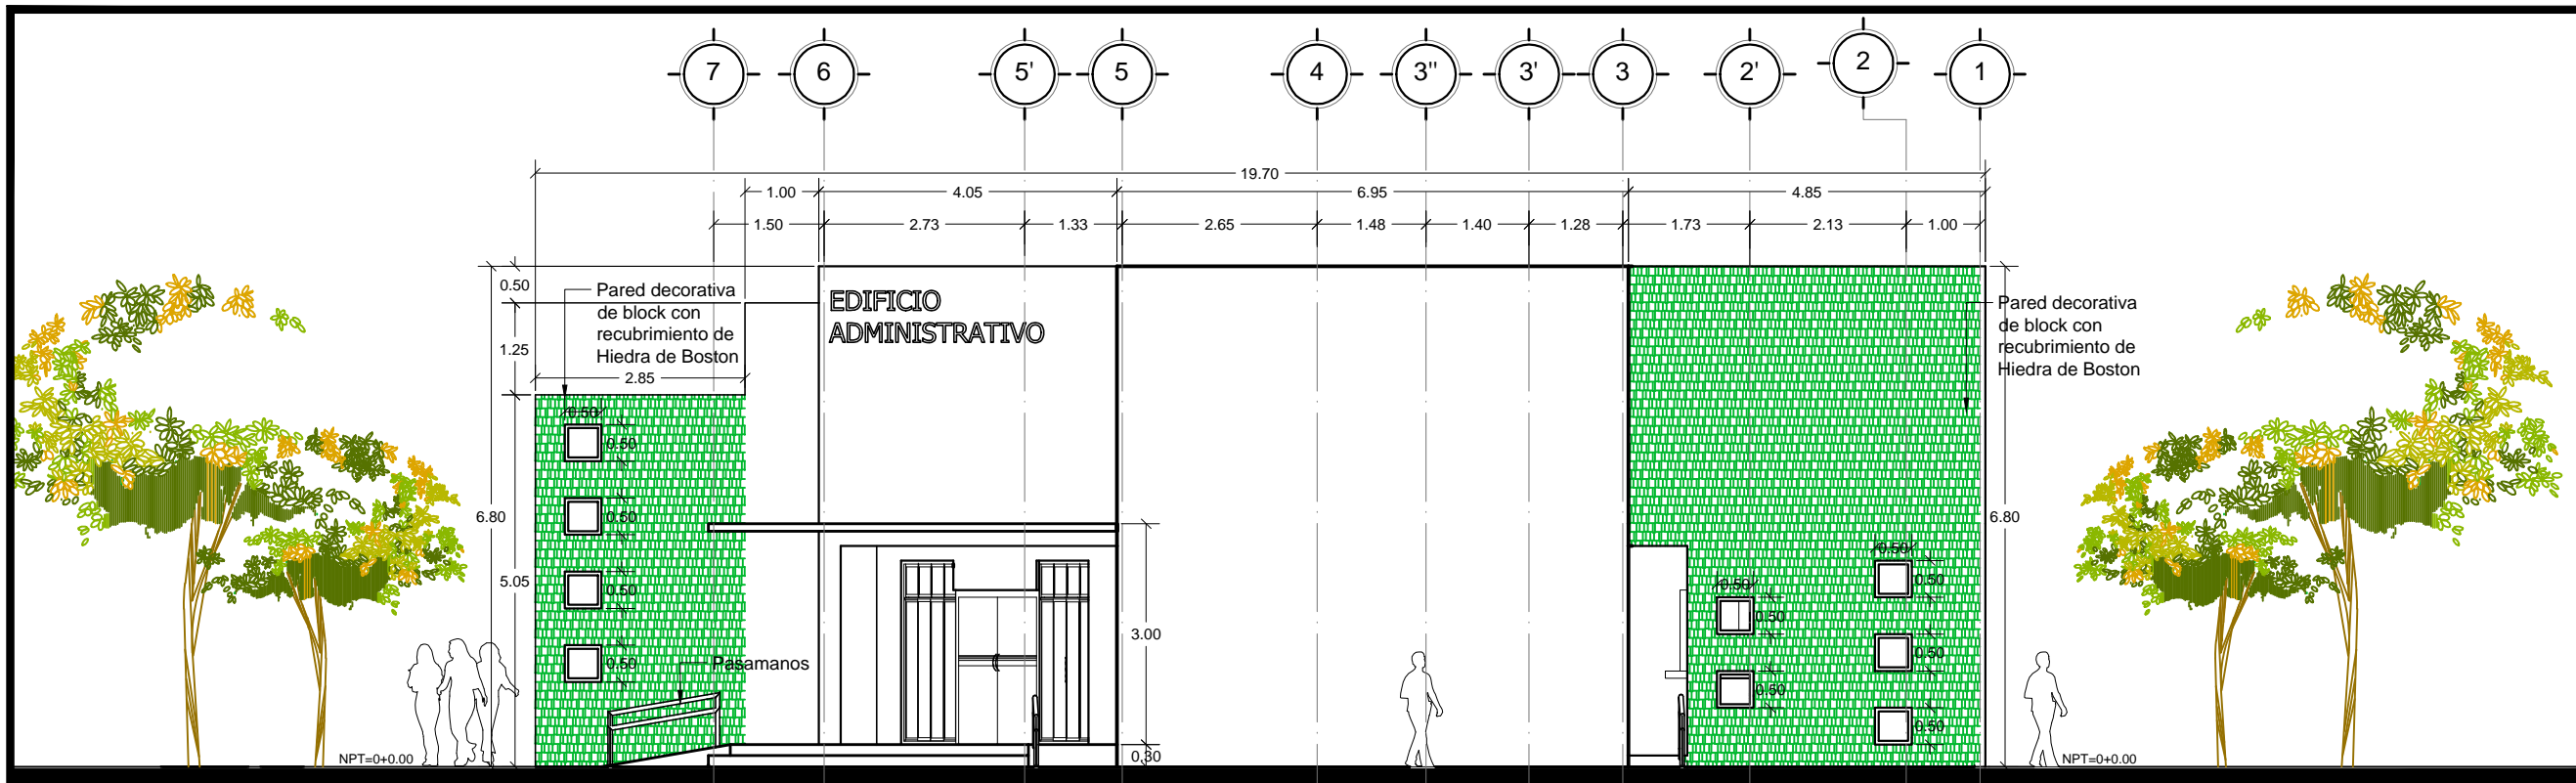 7 6 5' 5 4 3'' 3' 3 2' 2 1
19.70
1.00 4.05 6.95 4.85
1.50 2.73 1.33 2.65 1.48 1.40 1.28 1.73 2.13 1.00
0.50
1.25
5.05
6.80
Pared decorativa
de block con
recubrimiento de
Hiedra de Boston
2.85
EDIFICIO
ADMINISTRATIVO
Pared decorativa
de block con
recubrimiento de
Hiedra de Boston
0.50
0.50
0.50
0.50
0.50
Pasamanos
3.00
0.30
0.50
0.50
0.50
0.50
0.50
0.50
0.50
6.80
NPT=0+0.00
NPT=0+0.00